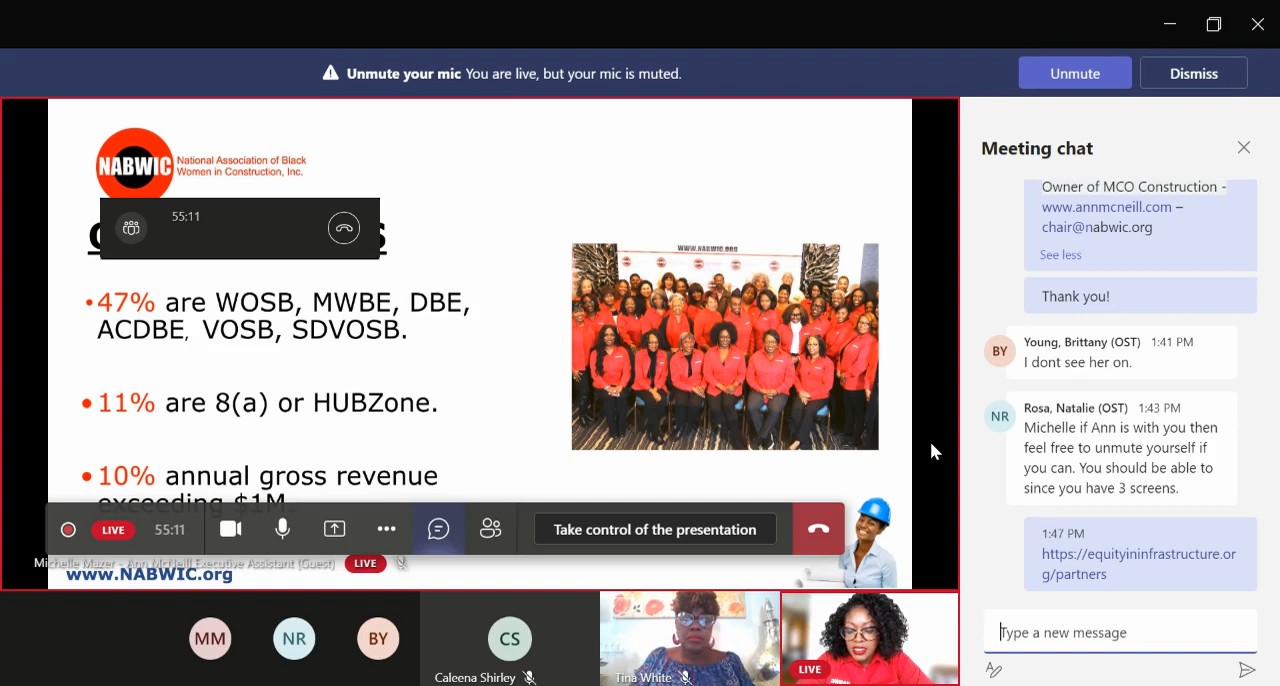 Unmute your mic You are live, but your mic is muted.
Unmute
Dismiss
NABWIC
National Association of Black
Women in Construction, Inc.
55:11
•47% are WOSB, MWBE, DBE,
ACDBE, VOSB, SDVOSB.
•11% are 8(a) or HUBZone.
•10% annual gross revenue
exceeding $1M.
WWW.NABWIC.ORG
LIVE
55:11
Take control of the presentation
Michelle Mazer - Ann McNeill Executive Assistant (Guest)
LIVE
www.NABWIC.org
MM
NR
BY
CS
Caleena Shirley
Tina White
LIVE
Meeting chat
Owner of MCO Construction -
www.annmcneill.com –
chair@nabwic.org
See less
Thank you!
BY
Young, Brittany (OST) 1:41 PM
I dont see her on.
NR
Rosa, Natalie (OST) 1:43 PM
Michelle if Ann is with you then
feel free to unmute yourself if
you can. You should be able to
since you have 3 screens.
1:47 PM
https://equityininfrastructure.or
g/partners
Type a new message